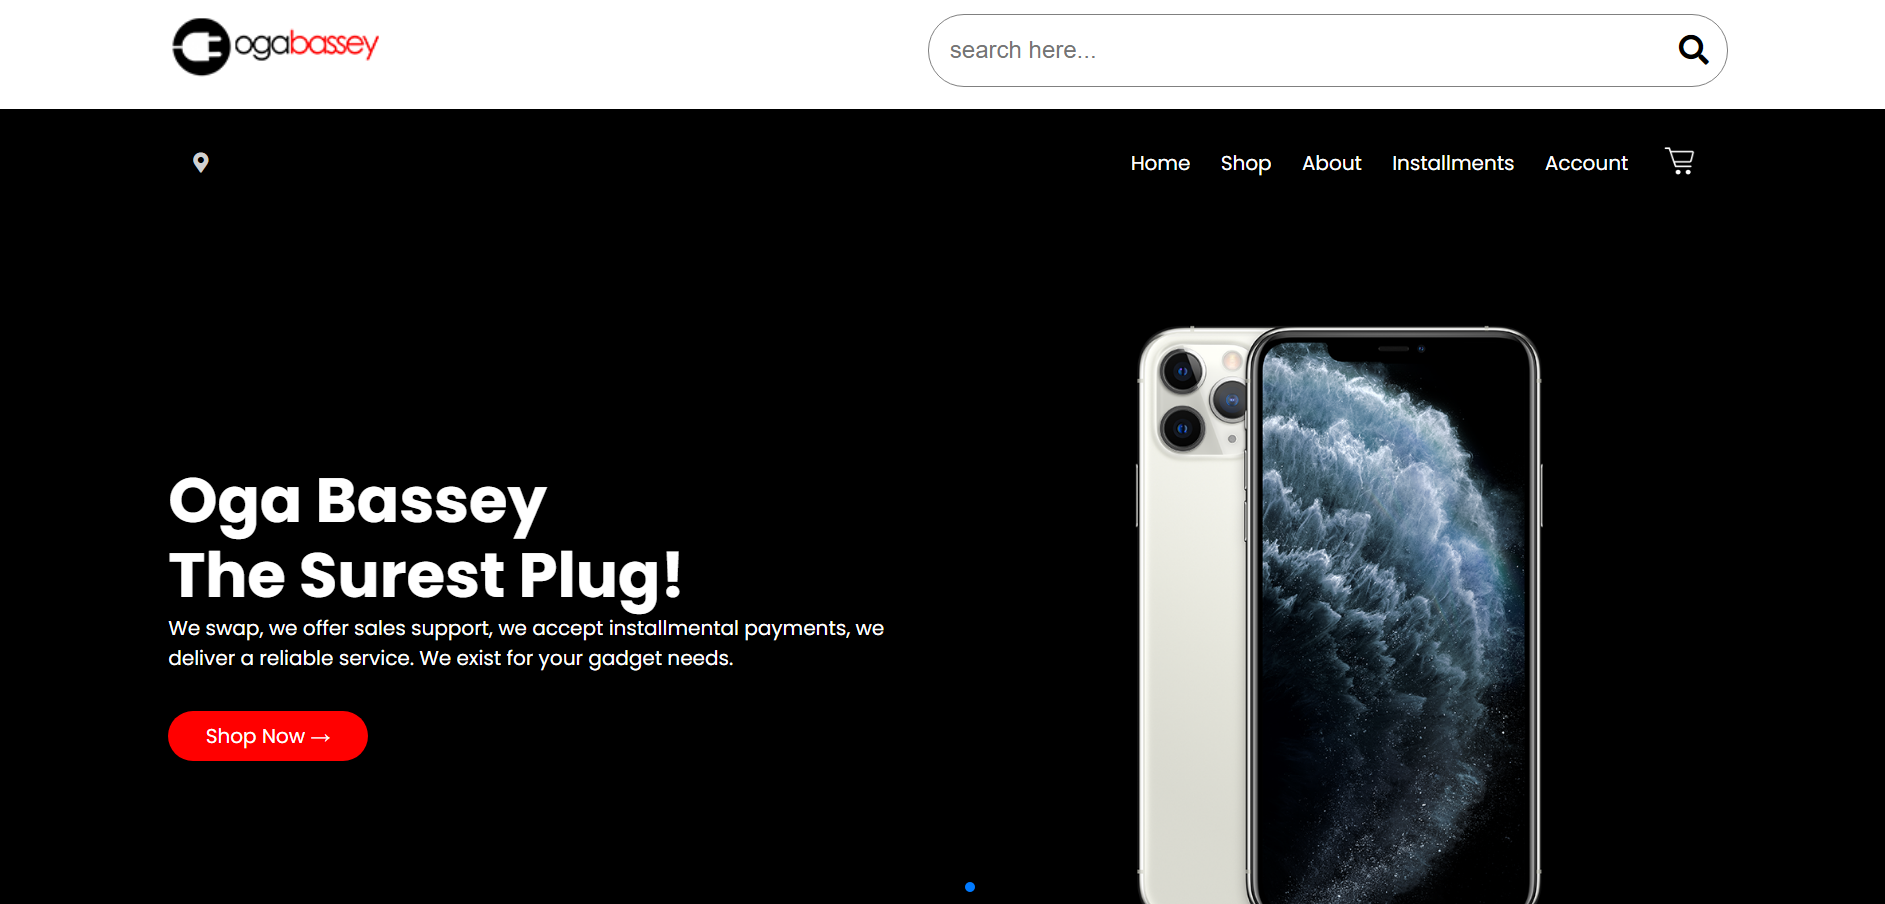 ogabassey
search here...
Home Shop About Installments Account
Oga Bassey
The Surest Plug!
We swap, we offer sales support, we accept installmental payments, we
deliver a reliable service. We exist for your gadget needs.
Shop Now →